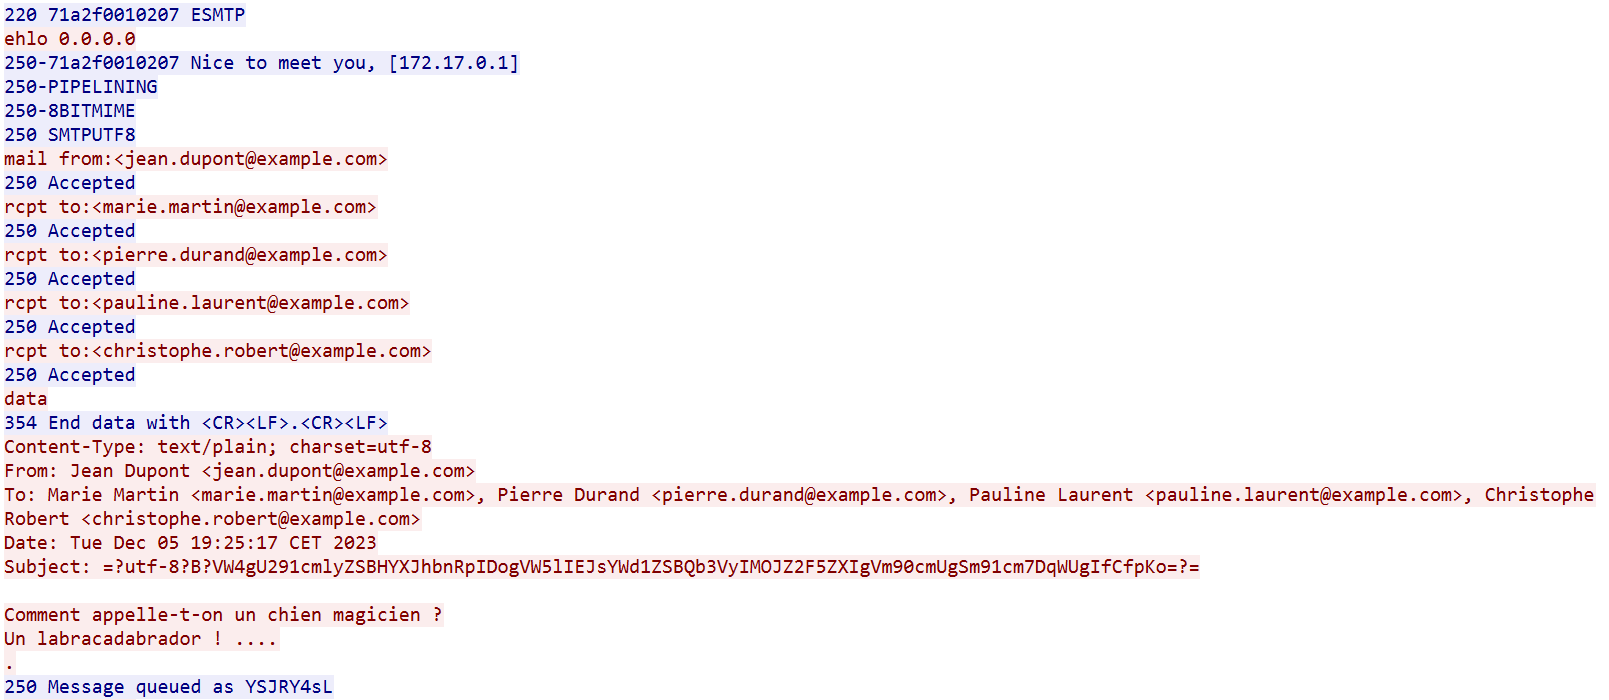 220 71a2f0010207 ESMTP
ehlo 0.0.0.0
250-71a2f0010207 Nice to meet you, [172.17.0.1]
250-PIPELINING
250-8BITMIME
250 SMTPUTF8
mail from:<jean.dupont@example.com>
250 Accepted
rcpt to:<marie.martin@example.com>
250 Accepted
rcpt to:<pierre.durand@example.com>
250 Accepted
rcpt to:<pauline.laurent@example.com>
250 Accepted
rcpt to:<christophe.robert@example.com>
250 Accepted
data
354 End data with <CR><LF>.<CR><LF>
Content-Type: text/plain; charset=utf-8
From: Jean Dupont <jean.dupont@example.com>
To: Marie Martin <marie.martin@example.com>, Pierre Durand <pierre.durand@example.com>, Pauline Laurent <pauline.laurent@example.com>, Christophe
Robert <christophe.robert@example.com>
Date: Tue Dec 05 19:25:17 CET 2023
Subject: =?utf-8?B?VW4gU291cmlyZSBHYXJhbnRpIDogVW5lIEJsYWd1ZSBQb3VyIMOJZ2F5ZXIgVm90cmUgSm91cm7DqWUgIfCfpKo=?=
Comment appelle-t-on un chien magicien ?
Un labracadabrador ! ....
.
250 Message queued as YSJRY4sL